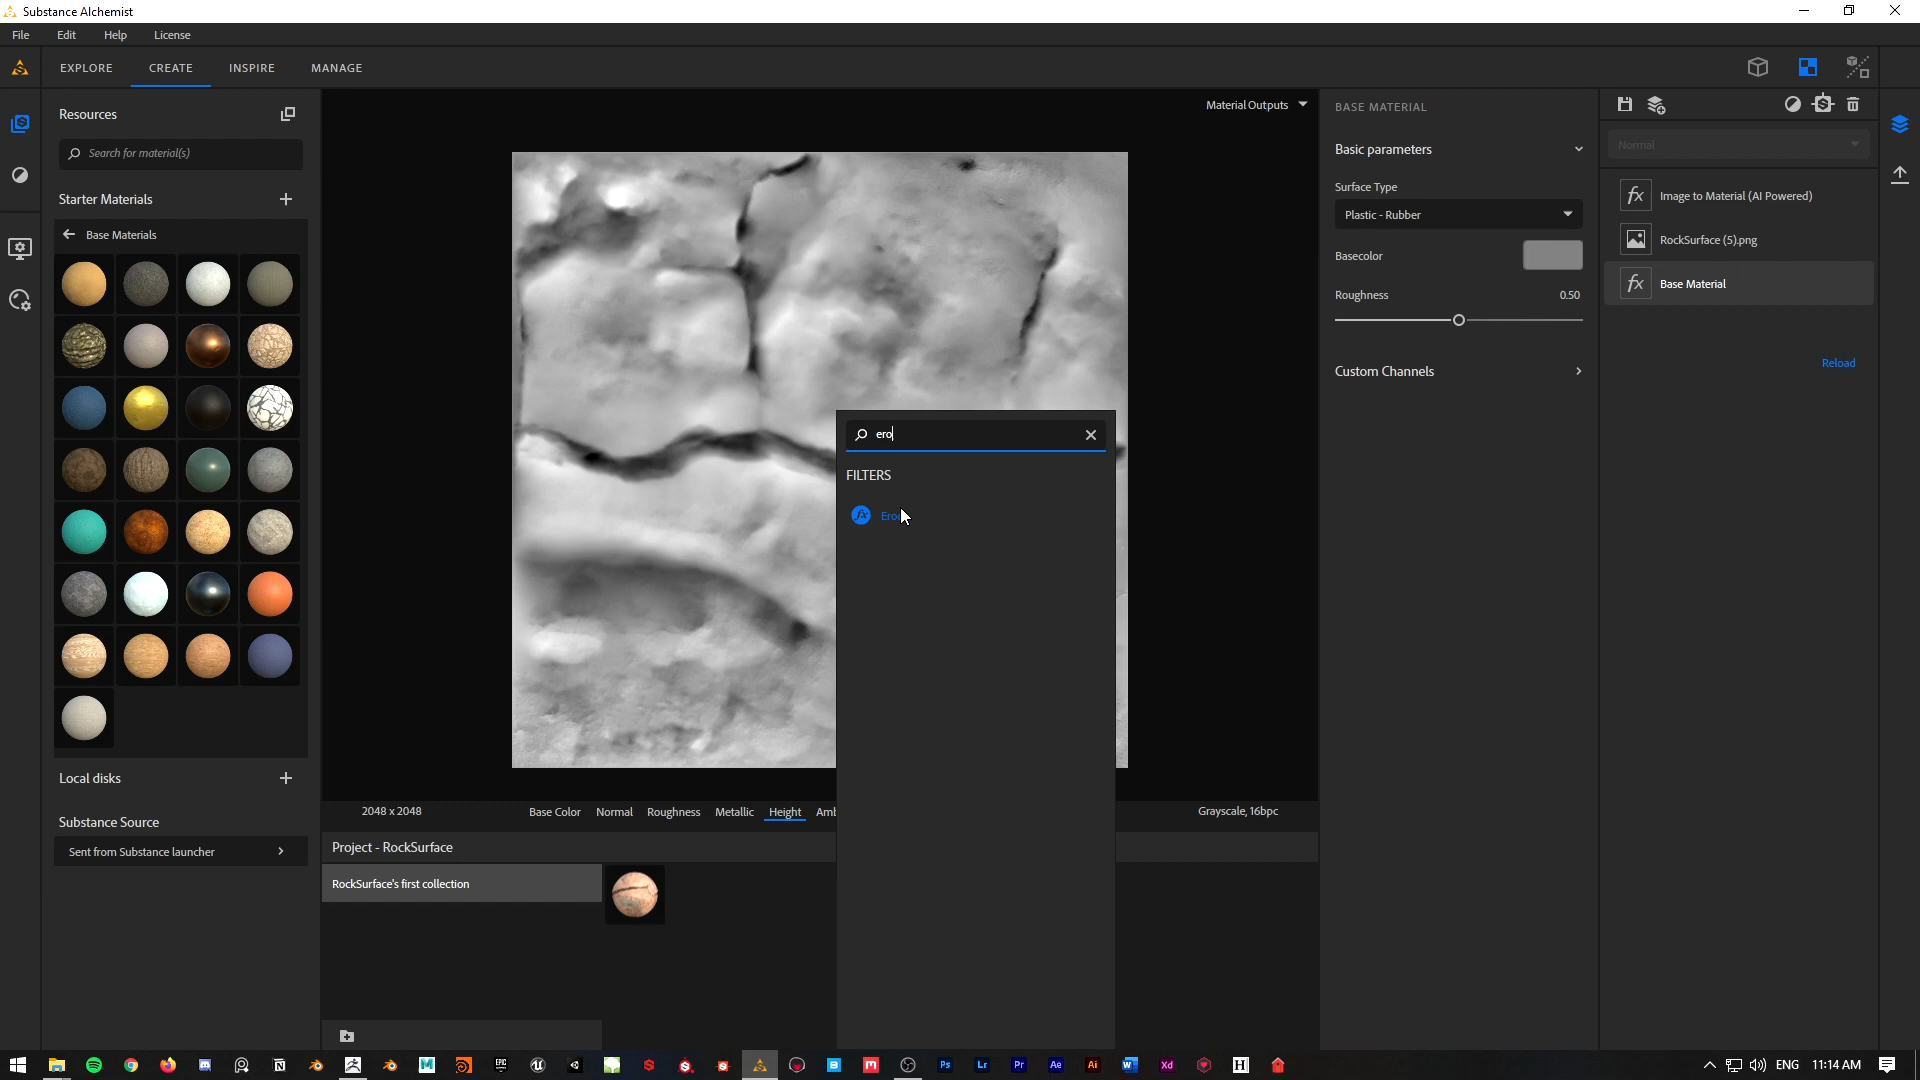 Substance Alchemist
File Edit Help License
EXPLORE CREATE INSPIRE MANAGE
Resources
Search for material(s)
Starter Materials
Base Materials
Local disks
Substance Source
Sent from Substance launcher
Material Outputs
ero
FILTERS
2048 x 2048
Base Color Normal Roughness Metallic Height
Grayscale, 16bpc
Project - RockSurface
RockSurface's first collection
BASE MATERIAL
Basic parameters
Surface Type
Plastic - Rubber
Basecolor
Roughness 0.50
Custom Channels
Normal
fx Image to Material (AI Powered)
RockSurface (5).png
fx Base Material
Reload
ENG 11:14 AM